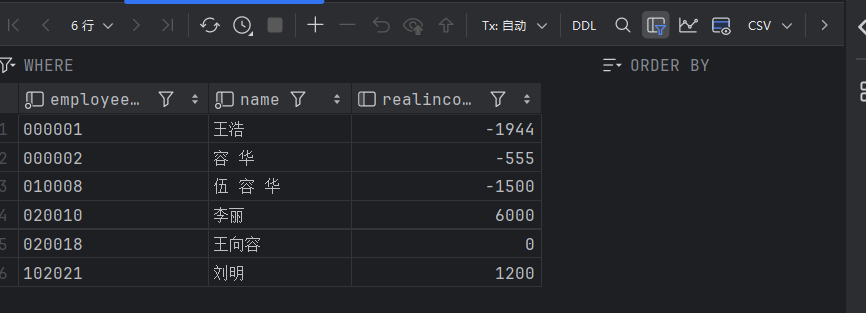 6 行 Tx: 自动 DDL CSV
WHERE ORDER BY
employee… name realinco…
1 000001 王浩 -1944
2 000002 容 华 -555
3 010008 伍 容 华 -1500
4 020010 李丽 6000
5 020018 王向容 0
6 102021 刘明 1200